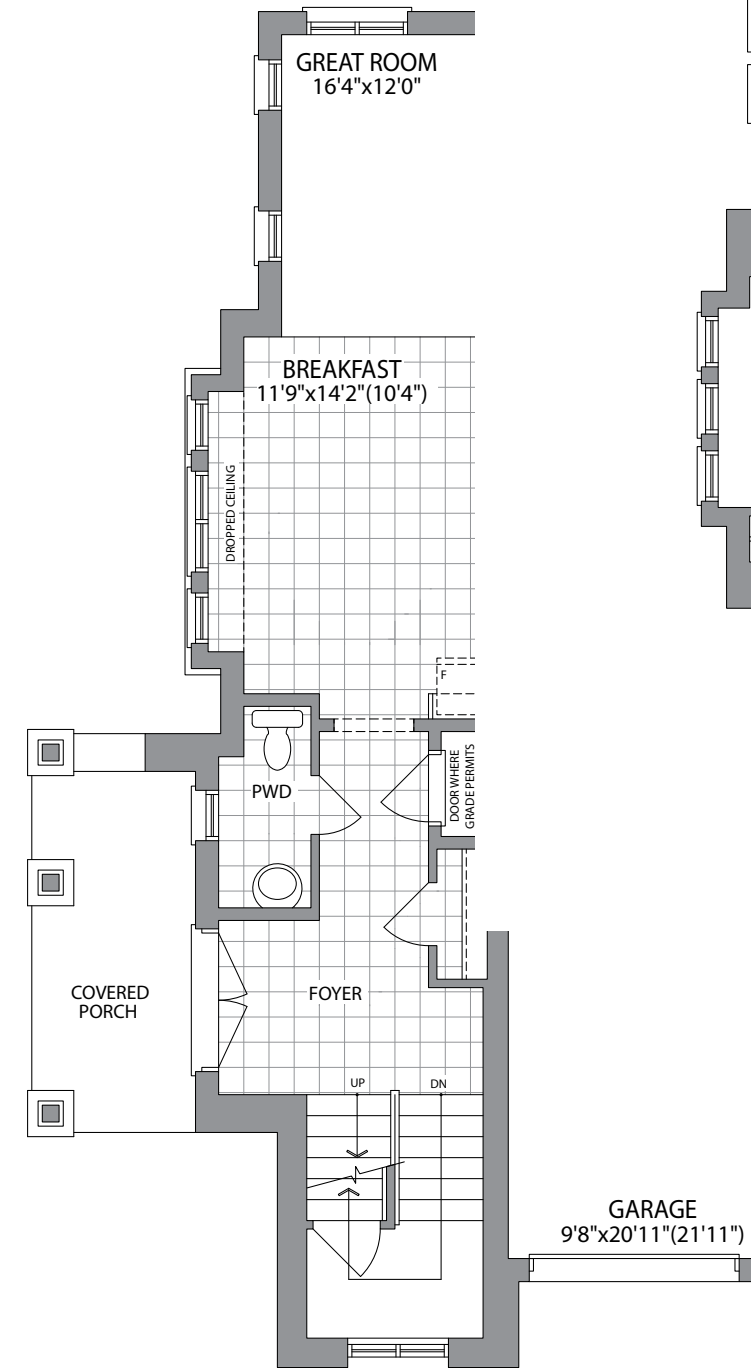 GREAT ROOM
16'4"x12'0"
BREAKFAST
11'9"x14'2"(10'4")
DROPPED CEILING
F
DOOR WHERE
GRADE PERMITS
PWD
COVERED
PORCH
FOYER
UP
DN
GARAGE
9'8"x20'11"(21'11")